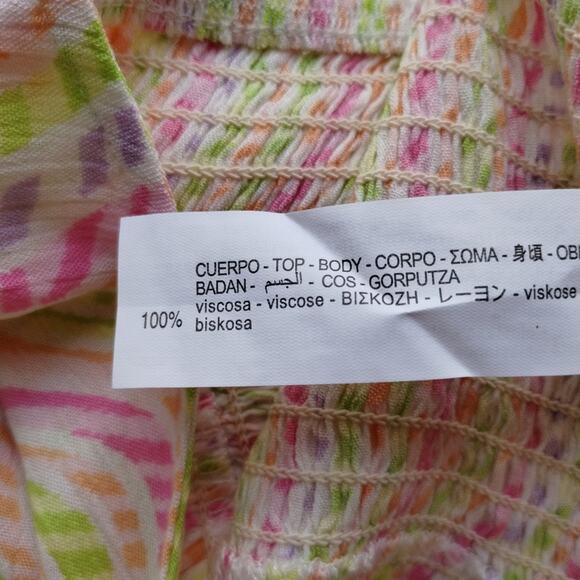 CUERPO - TOP - BODY - CORPO - ΣΩΜΑ - 身頃 - OBE
BADAN - الجسم - COS - GORPUTZA
viscosa - viscose - ΒΙΣΚΟΖΗ - レーヨン - viskose
100% biskosa